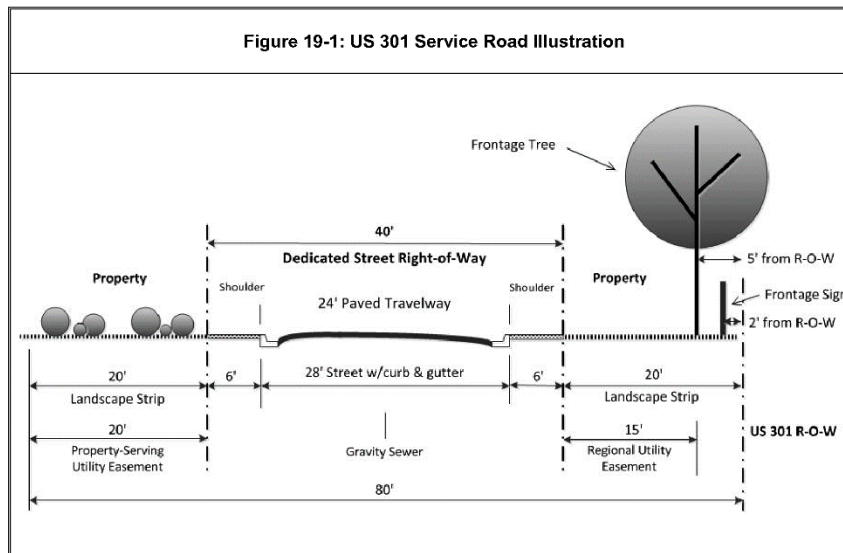 Figure 19-1: US 301 Service Road Illustration
Frontage Tree
40'
Dedicated Street Right-of-Way
Property
Shoulder
24' Paved Travelway
Shoulder
Property
5' from R-O-W
Frontage Sign
2' from R-O-W
20'
6'
28' Street w/curb & gutter
6'
20'
Landscape Strip
Landscape Strip
20'
15'
US 301 R-O-W
Property-Serving
Utility Easement
Gravity Sewer
Regional Utility
Easement
80'